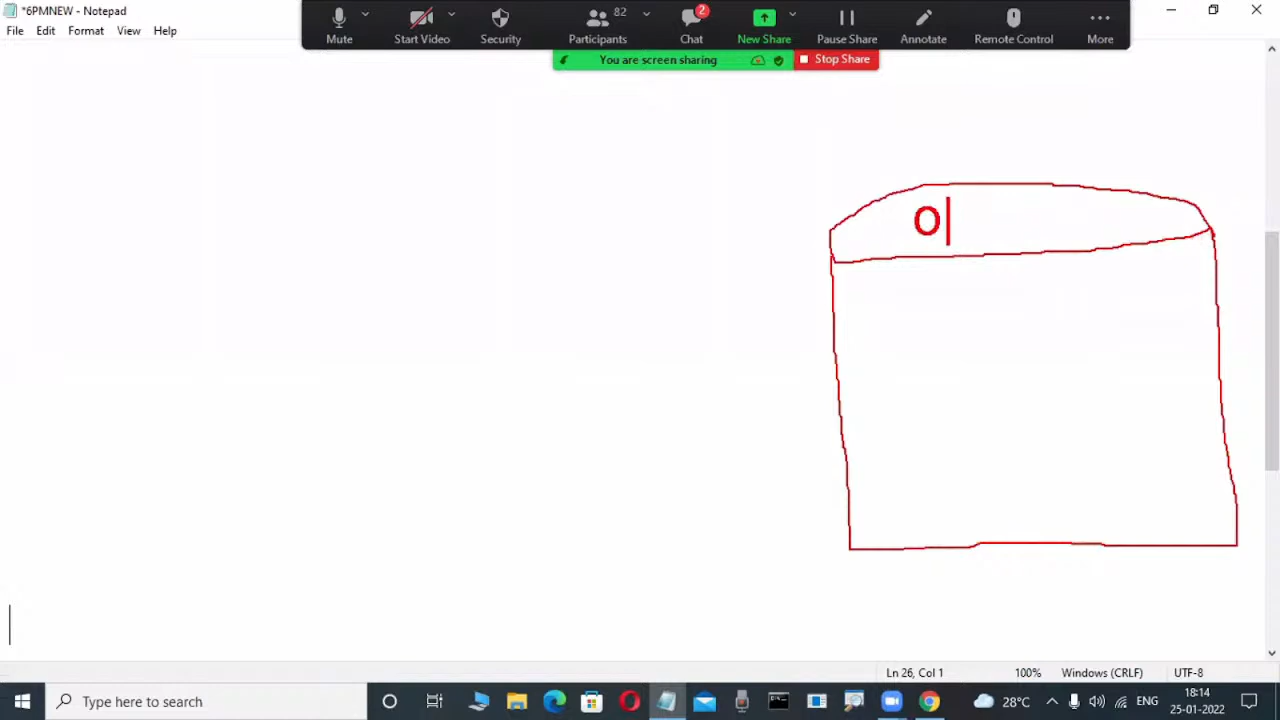 *6PMNEW - Notepad
File Edit Format View Help
82
2
Mute Start Video Security Participants Chat New Share Pause Share Annotate Remote Control More
You are screen sharing Stop Share
O
Ln 26, Col 1 100% Windows (CRLF) UTF-8
Type here to search
28°C
ENG
18:14
25-01-2022